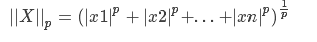 ||X||_p = (|x1|^p + |x2|^p+…+|xn|^p)^{1/p}